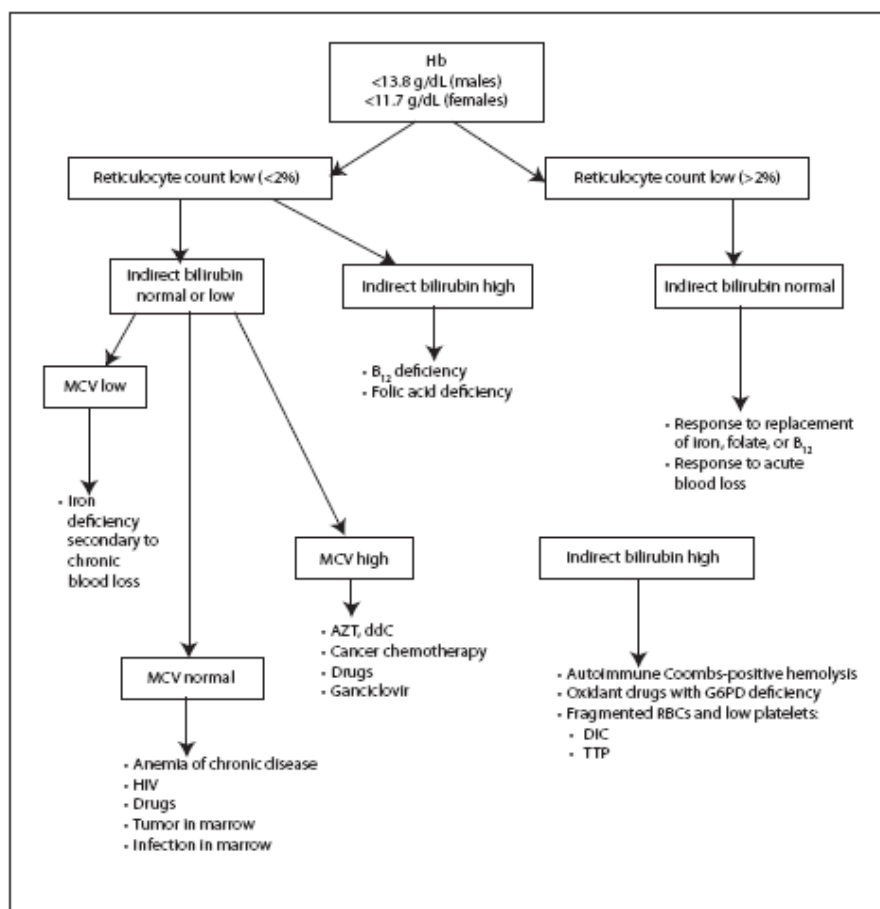 Hb
<13.8 g/dL (males)
<11.7 g/dL (females)
Reticulocyte count low (<2%)
Reticulocyte count low (>2%)
Indirect bilirubin
normal or low
Indirect bilirubin high
Indirect bilirubin normal
MCV low
• B₁₂ deficiency
• Folic acid deficiency
• Response to replacement
of iron, folate, or B₁₂
• Response to acute
blood loss
• Iron
deficiency
secondary to
chronic
blood loss
MCV high
Indirect bilirubin high
• AZT, ddC
• Cancer chemotherapy
• Drugs
• Ganciclovir
MCV normal
• Autoimmune Coombs-positive hemolysis
• Oxidant drugs with G6PD deficiency
• Fragmented RBCs and low platelets:
• DIC
• TTP
• Anemia of chronic disease
• HIV
• Drugs
• Tumor in marrow
• Infection in marrow